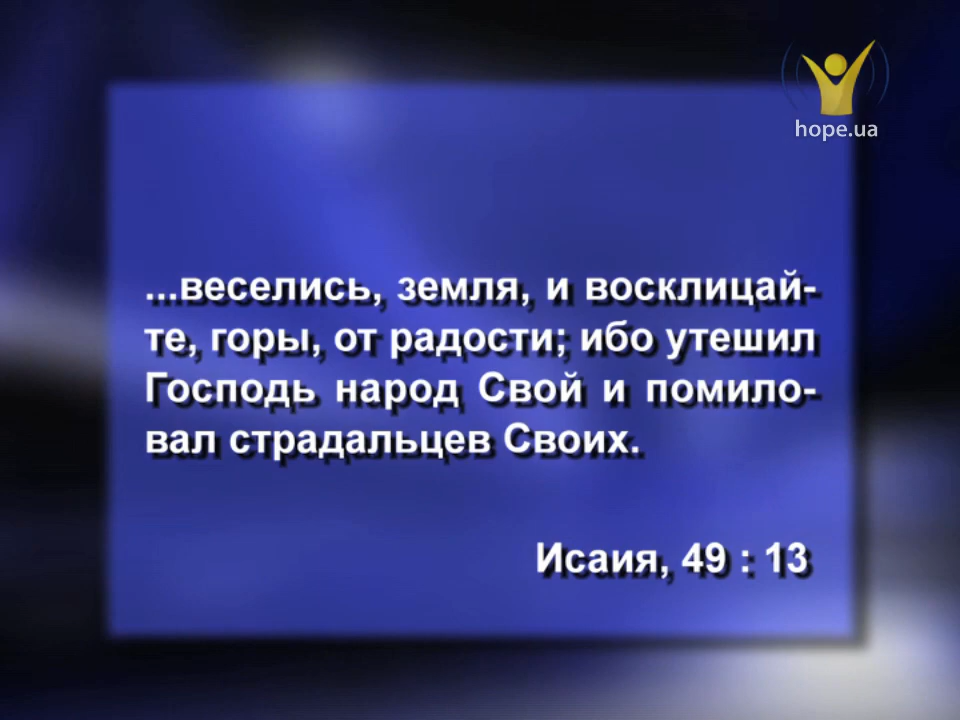 hope.ua
...веселись, земля, и восклицай-
те, горы, от радости; ибо утешил
Господь народ Свой и помило-
вал страдальцев Своих.
Исаия, 49 : 13